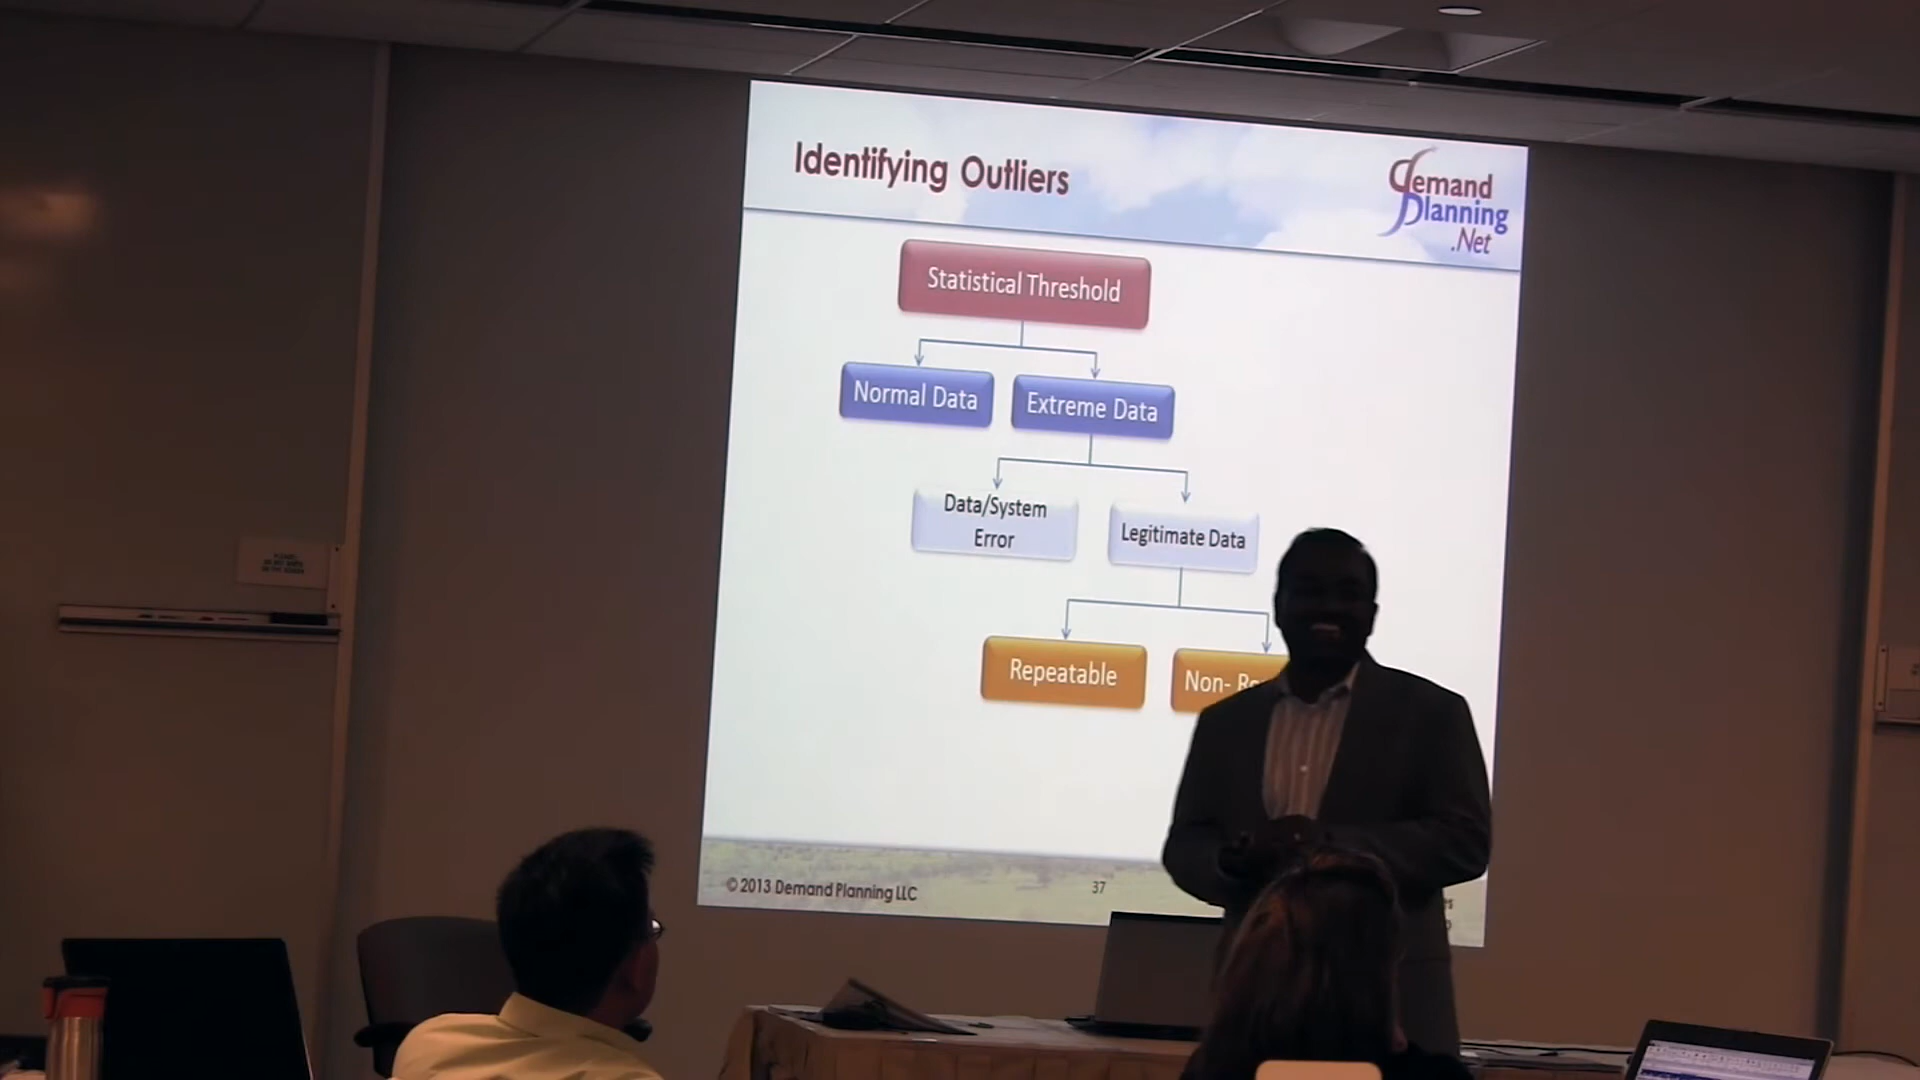 Identifying Outliers
demand
planning
.Net
Statistical Threshold
Normal Data
Extreme Data
Data/System
Error
Legitimate Data
Repeatable
Non-
© 2013 Demand Planning LLC
37